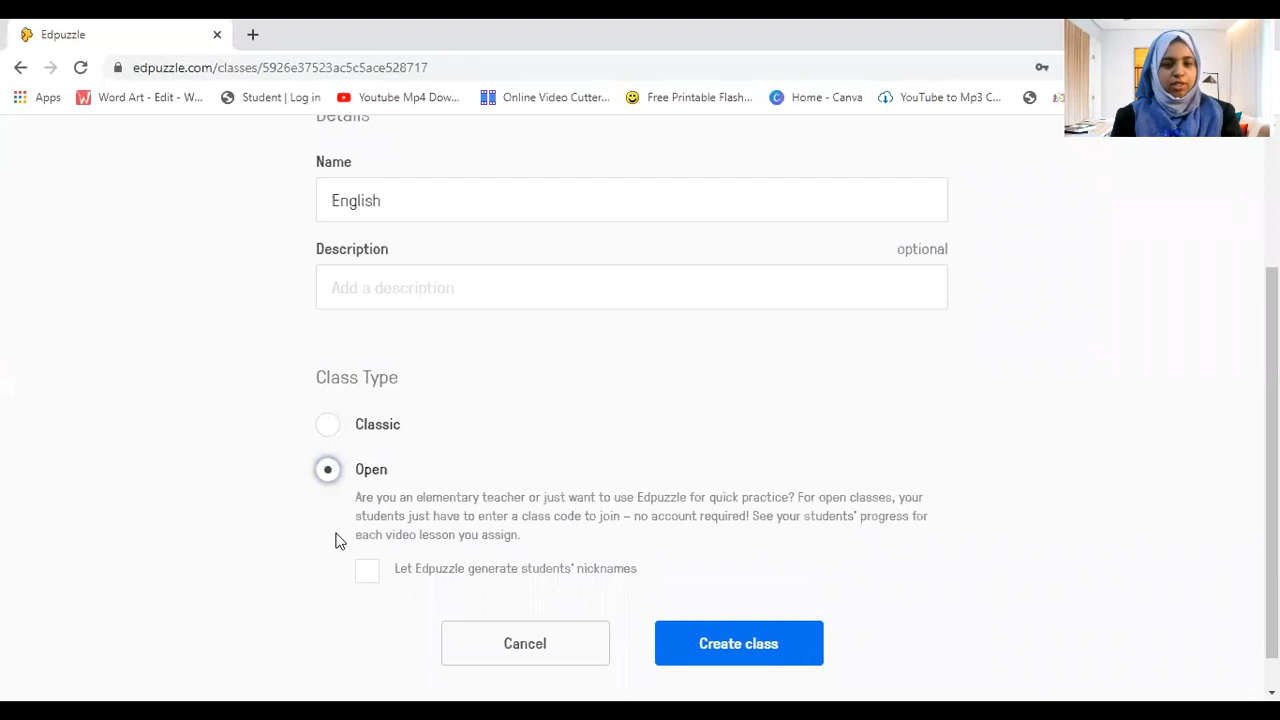 Edpuzzle
edpuzzle.com/classes/5926e37523ac5c5ace528717
Apps
Word Art - Edit - W...
Student | Log in
Youtube Mp4 Dow...
Online Video Cutter...
Free Printable Flash...
Home - Canva
YouTube to Mp3 C...
Details
Name
English
Description
optional
Add a description
Class Type
Classic
Open
Are you an elementary teacher or just want to use Edpuzzle for quick practice? For open classes, your
students just have to enter a class code to join – no account required! See your students' progress for
each video lesson you assign.
Let Edpuzzle generate students' nicknames
Cancel
Create class